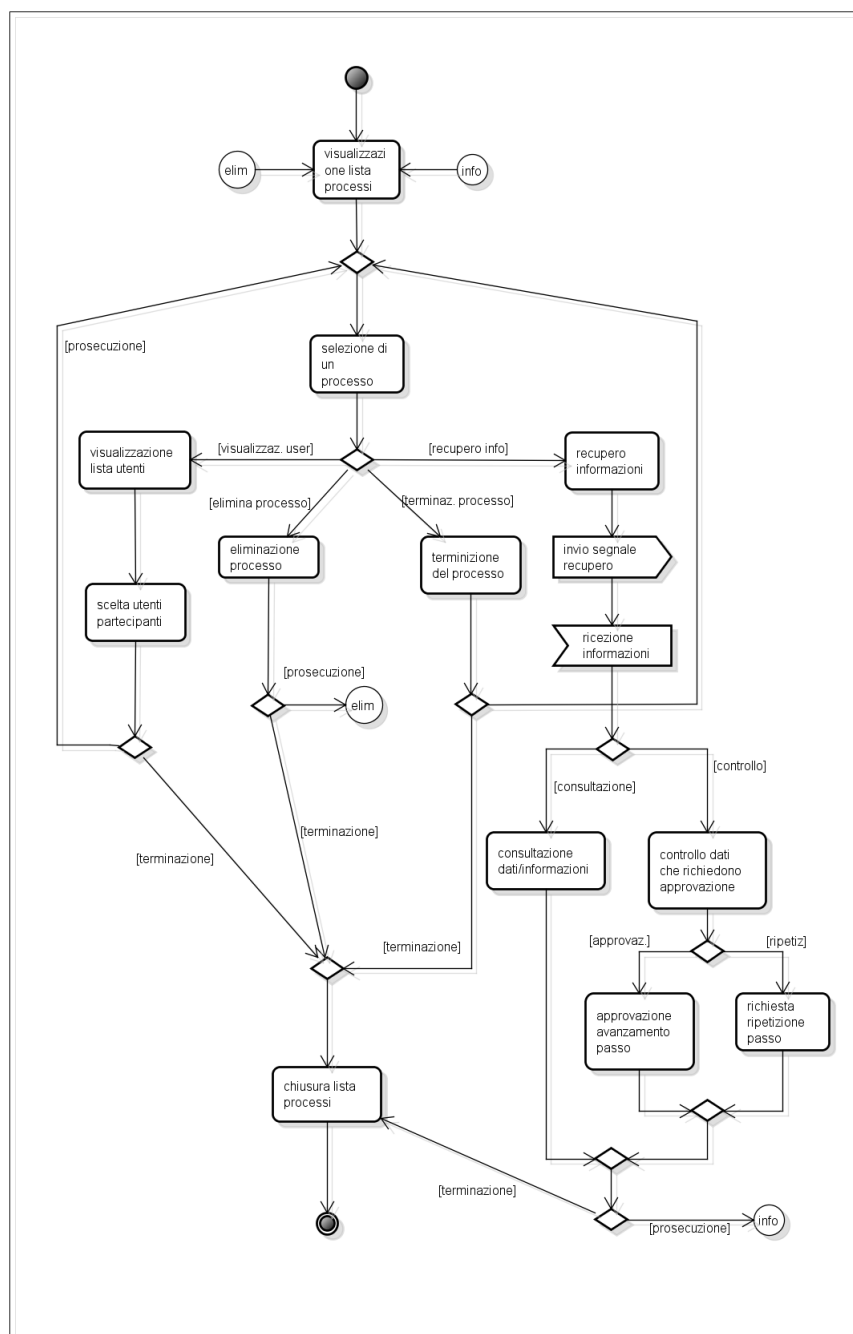 elim
visualizzazi
one lista
processi
info
[prosecuzione]
selezione di
un
processo
visualizzazione
lista utenti
[visualizzaz. user]
[recupero info]
recupero
informazioni
[elimina processo]
[terminaz. processo]
eliminazione
processo
terminizione
del processo
invio segnale
recupero
scelta utenti
partecipanti
ricezione
informazioni
[prosecuzione]
elim
[consultazione]
[controllo]
[terminazione]
[terminazione]
consultazione
dati/informazioni
controllo dati
che richiedono
approvazione
[terminazione]
[approvaz.]
[ripetiz]
approvazione
avanzamento
passo
richiesta
ripetizione
passo
chiusura lista
processi
[terminazione]
[prosecuzione]
info